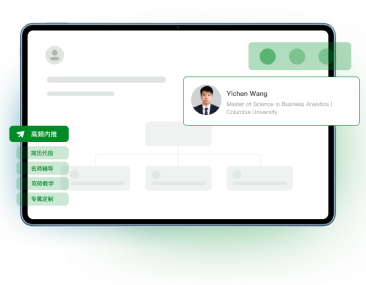 Yichen Wang
Master of Science in Business Analytics |
Columbia University
高频内推
简历代投
名师辅导
双师教学
专属定制